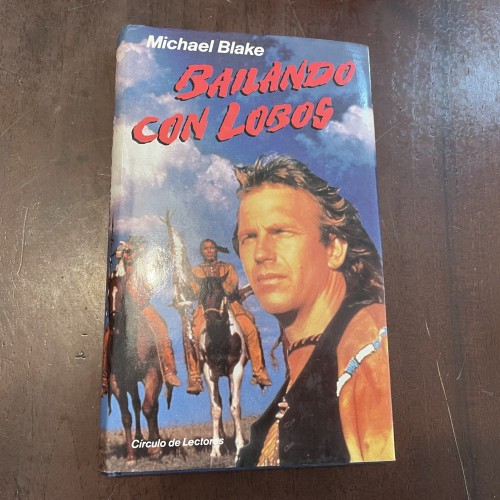 Michael Blake
BAILANDO
CON LOBOS
Círculo de Lectores